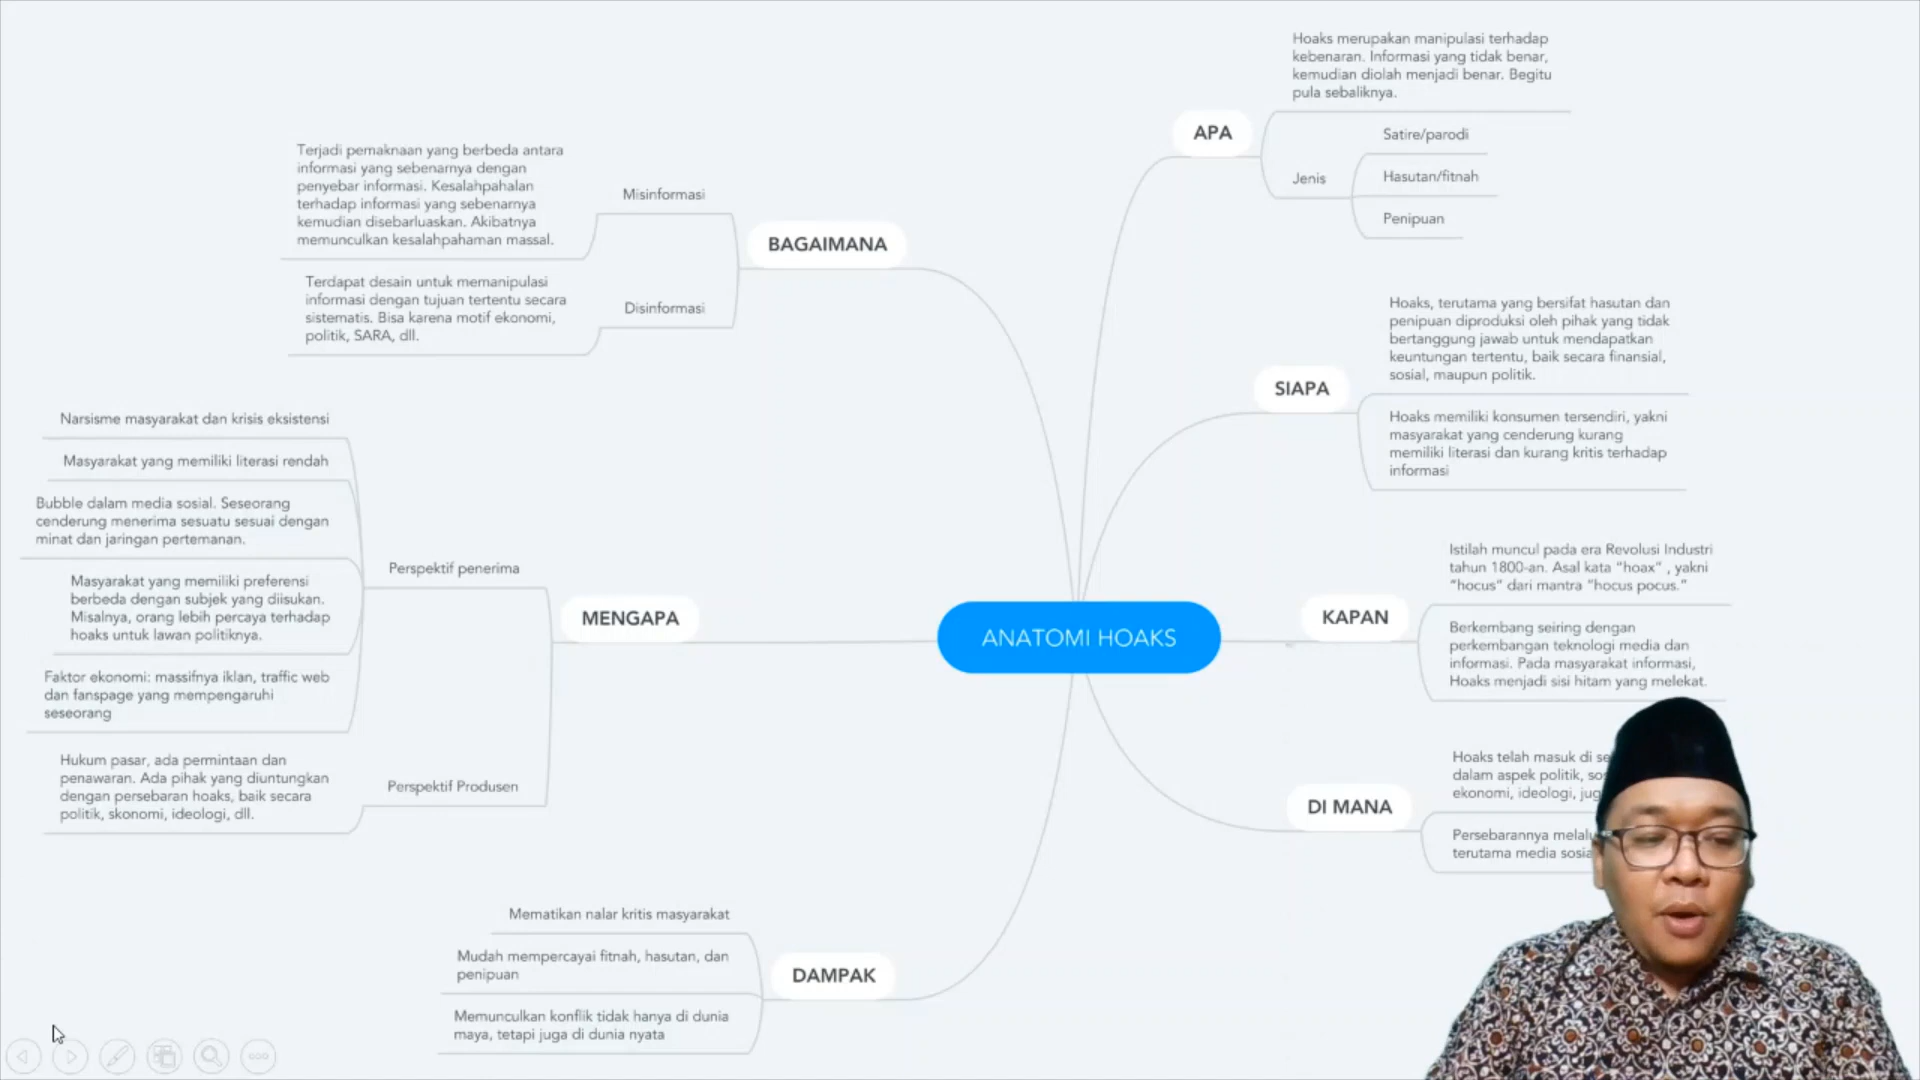 Hoaks merupakan manipulasi terhadap
kebenaran. Informasi yang tidak benar,
kemudian diolah menjadi benar. Begitu
pula sebaliknya.
APA
Jenis
Satire/parodi
Hasutan/fitnah
Penipuan
Hoaks, terutama yang bersifat hasutan dan
penipuan diproduksi oleh pihak yang tidak
bertanggung jawab untuk mendapatkan
keuntungan tertentu, baik secara finansial,
sosial, maupun politik.
SIAPA
Hoaks memiliki konsumen tersendiri, yakni
masyarakat yang cenderung kurang
memiliki literasi dan kurang kritis terhadap
informasi
Istilah muncul pada era Revolusi Industri
tahun 1800-an. Asal kata “hoax” , yakni
“hocus” dari mantra “hocus pocus.”
KAPAN
Berkembang seiring dengan
perkembangan teknologi media dan
informasi. Pada masyarakat informasi,
Hoaks menjadi sisi hitam yang melekat.
Hoaks telah masuk di
dalam aspek politik,
ekonomi, ideologi,
DI MANA
Persebarannya
terutama media
ANATOMI HOAKS
BAGAIMANA
Misinformasi
Terjadi pemaknaan yang berbeda antara
informasi yang sebenarnya dengan
penyebar informasi. Kesalahpahalan
terhadap informasi yang sebenarnya
kemudian disebarluaskan. Akibatnya
memunculkan kesalahpahaman massal.
Disinformasi
Terdapat desain untuk memanipulasi
informasi dengan tujuan tertentu secara
sistematis. Bisa karena motif ekonomi,
politik, SARA, dll.
MENGAPA
Perspektif penerima
Narsisme masyarakat dan krisis eksistensi
Masyarakat yang memiliki literasi rendah
Bubble dalam media sosial. Seseorang
cenderung menerima sesuatu sesuai dengan
minat dan jaringan pertemanan.
Masyarakat yang memiliki preferensi
berbeda dengan subjek yang diisukan.
Misalnya, orang lebih percaya terhadap
hoaks untuk lawan politiknya.
Faktor ekonomi: massifnya iklan, traffic web
dan fanspage yang mempengaruhi
seseorang
Perspektif Produsen
Hukum pasar, ada permintaan dan
penawaran. Ada pihak yang diuntungkan
dengan persebaran hoaks, baik secara
politik, skonomi, ideologi, dll.
DAMPAK
Mematikan nalar kritis masyarakat
Mudah mempercayai fitnah, hasutan, dan
penipuan
Memunculkan konflik tidak hanya di dunia
maya, tetapi juga di dunia nyata